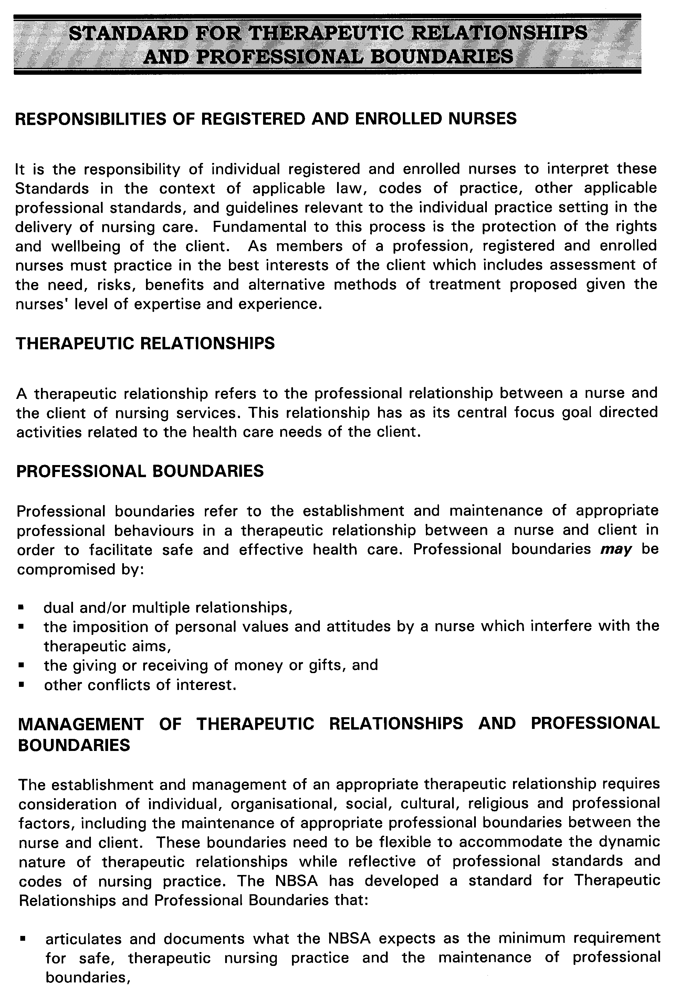 STANDARD FOR THERAPEUTIC RELATIONSHIPS
AND PROFESSIONAL BOUNDARIES
RESPONSIBILITIES OF REGISTERED AND ENROLLED NURSES
It is the responsibility of individual registered and enrolled nurses to interpret these
Standards in the context of applicable law, codes of practice, other applicable
professional standards, and guidelines relevant to the individual practice setting in the
delivery of nursing care. Fundamental to this process is the protection of the rights
and wellbeing of the client. As members of a profession, registered and enrolled
nurses must practice in the best interests of the client which includes assessment of
the need, risks, benefits and alternative methods of treatment proposed given the
nurses' level of expertise and experience.
THERAPEUTIC RELATIONSHIPS
A therapeutic relationship refers to the professional relationship between a nurse and
the client of nursing services. This relationship has as its central focus goal directed
activities related to the health care needs of the client.
PROFESSIONAL BOUNDARIES
Professional boundaries refer to the establishment and maintenance of appropriate
professional behaviours in a therapeutic relationship between a nurse and client in
order to facilitate safe and effective health care. Professional boundaries may be
compromised by:
▪ dual and/or multiple relationships,
▪ the imposition of personal values and attitudes by a nurse which interfere with the
therapeutic aims,
▪ the giving or receiving of money or gifts, and
▪ other conflicts of interest.
MANAGEMENT OF THERAPEUTIC RELATIONSHIPS AND PROFESSIONAL
BOUNDARIES
The establishment and management of an appropriate therapeutic relationship requires
consideration of individual, organisational, social, cultural, religious and professional
factors, including the maintenance of appropriate professional boundaries between the
nurse and client. These boundaries need to be flexible to accommodate the dynamic
nature of therapeutic relationships while reflective of professional standards and
codes of nursing practice. The NBSA has developed a standard for Therapeutic
Relationships and Professional Boundaries that:
▪ articulates and documents what the NBSA expects as the minimum requirement
for safe, therapeutic nursing practice and the maintenance of professional
boundaries,